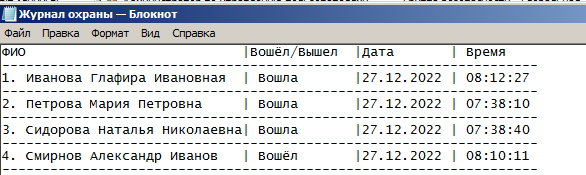 Журнал охраны — Блокнот
Файл Правка Формат Вид Справка
ФИО |Вошёл/Вышел |Дата | Время
--------------------------------------------------------------------
1. Иванова Глафира Ивановная | Вошла |27.12.2022 | 08:12:27
--------------------------------------------------------------------
2. Петрова Мария Петровна | Вошла |27.12.2022 | 07:38:10
--------------------------------------------------------------------
3. Сидорова Наталья Николаевна| Вошла |27.12.2022 | 07:38:40
--------------------------------------------------------------------
4. Смирнов Александр Иванов | Вошёл |27.12.2022 | 08:10:11
--------------------------------------------------------------------